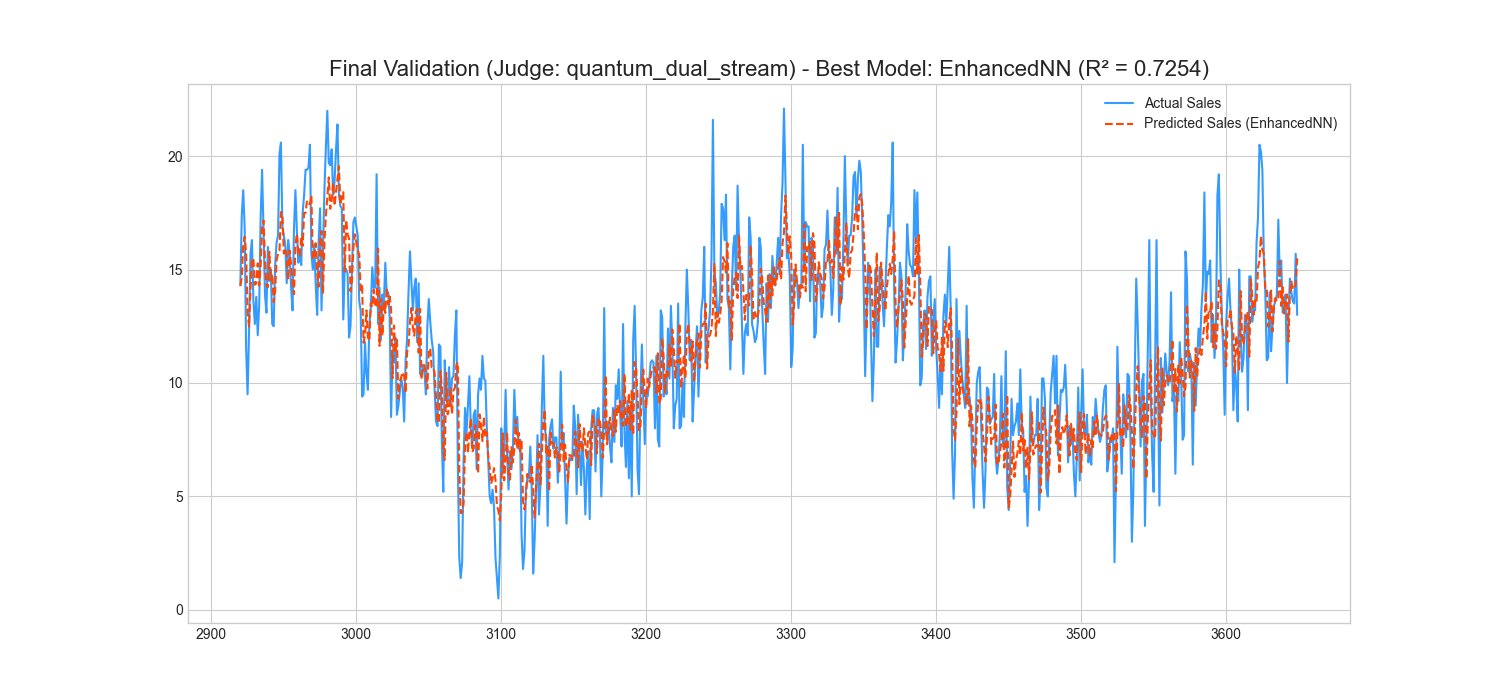 Final Validation (Judge: quantum_dual_stream) - Best Model: EnhancedNN (R² = 0.7254)
Actual Sales
Predicted Sales (EnhancedNN)
20
15
10
5
0
2900 3000 3100 3200 3300 3400 3500 3600